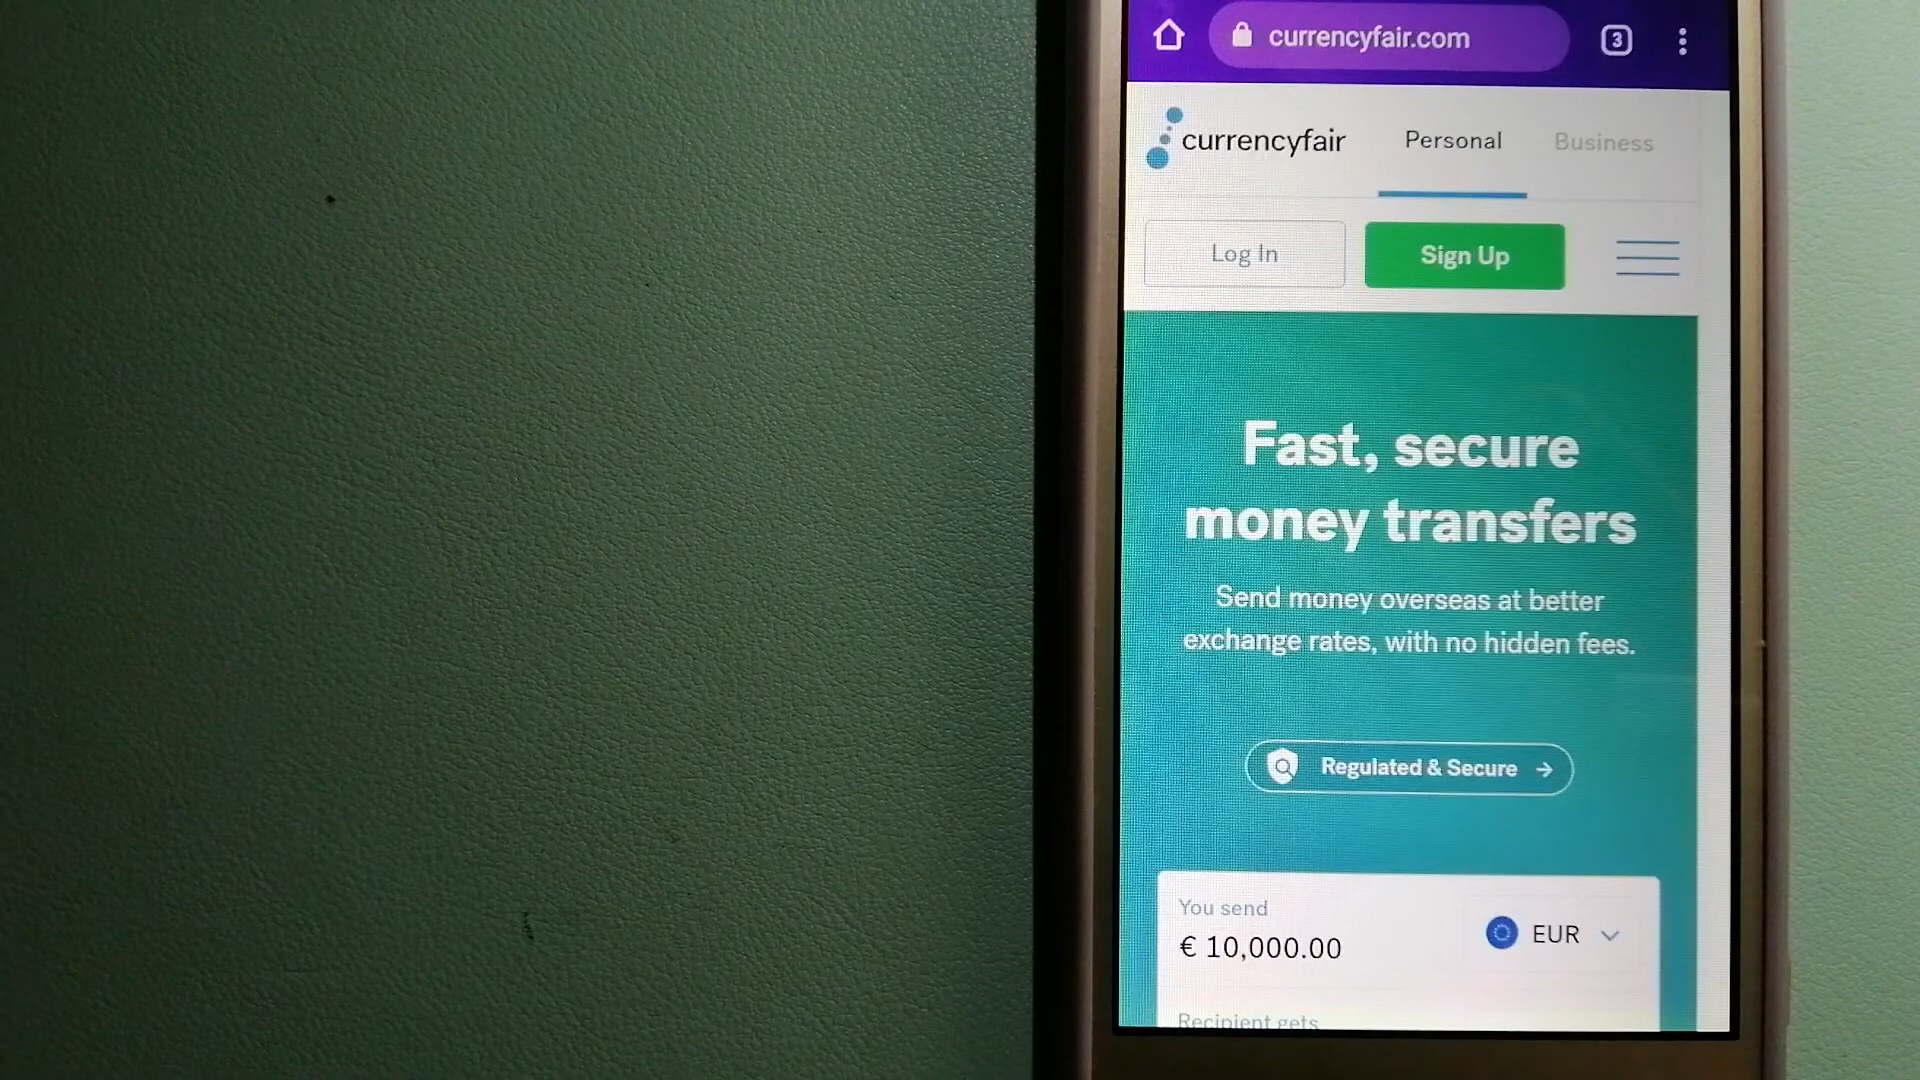 currencyfair.com
3
currencyfair
Personal
Business
Log In
Sign Up
Fast, secure
money transfers
Send money overseas at better
exchange rates, with no hidden fees.
Regulated & Secure
You send
€ 10,000.00
EUR
Recipient gets